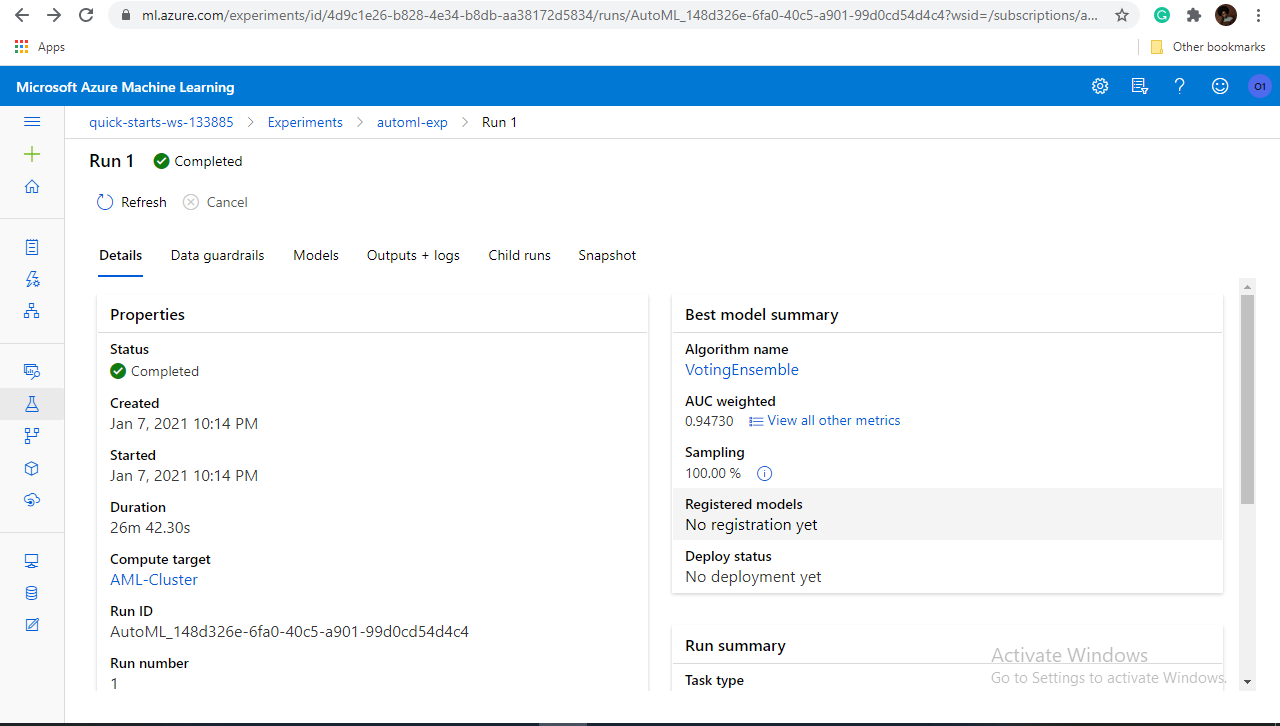 ml.azure.com/experiments/id/4d9c1e26-b828-4e34-b8db-aa38172d5834/runs/AutoML_148d326e-6fa0-40c5-a901-99d0cd54d4c4?wsid=/subscriptions/a...
Apps
Other bookmarks
Microsoft Azure Machine Learning
O1
quick-starts-ws-133885 > Experiments > automl-exp > Run 1
Run 1 Completed
Refresh Cancel
Details Data guardrails Models Outputs + logs Child runs Snapshot
Properties
Status
Completed
Created
Jan 7, 2021 10:14 PM
Started
Jan 7, 2021 10:14 PM
Duration
26m 42.30s
Compute target
AML-Cluster
Run ID
AutoML_148d326e-6fa0-40c5-a901-99d0cd54d4c4
Run number
1
Best model summary
Algorithm name
VotingEnsemble
AUC weighted
0.94730 View all other metrics
Sampling
100.00 %
Registered models
No registration yet
Deploy status
No deployment yet
Run summary
Task type
Activate Windows
Go to Settings to activate Windows.